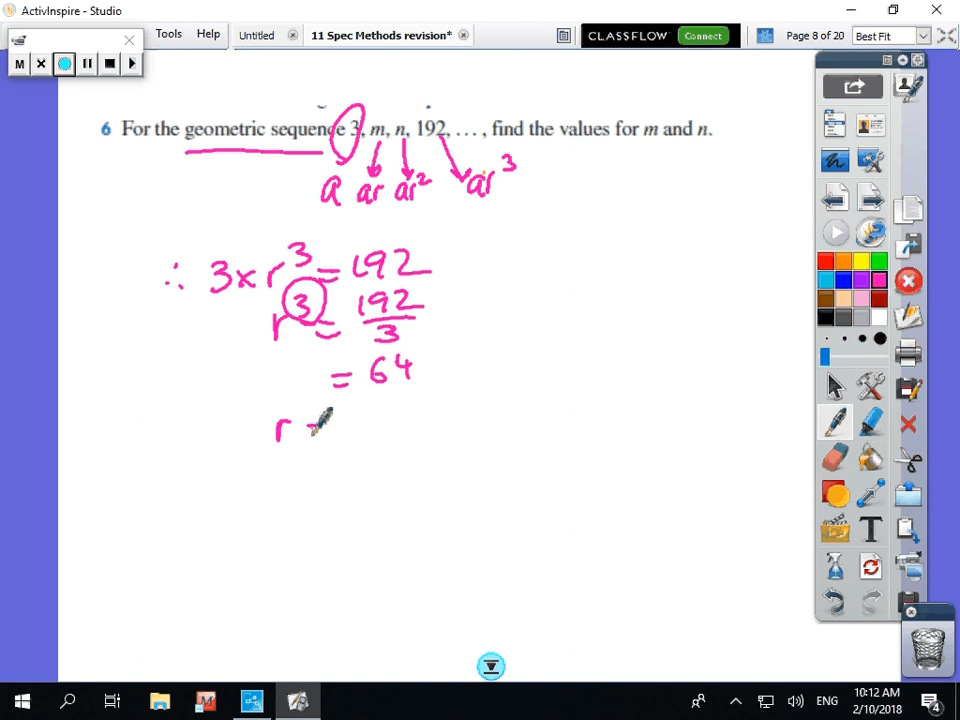 ActivInspire - Studio
Tools Help Untitled 11 Spec Methods revision* CLASSFLOW Connect Page 8 of 20 Best Fit
M
6 For the geometric sequence 3, m, n, 192, …, find the values for m and n.
a ar ar² ar³
∴ 3 × r³ = 192
r³ = 192/3
= 64
r
T
ENG
10:12 AM
2/10/2018
4